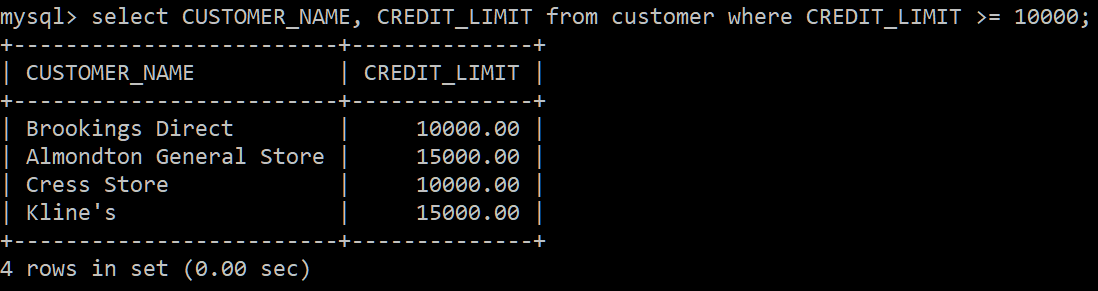 mysql> select CUSTOMER_NAME, CREDIT_LIMIT from customer where CREDIT_LIMIT >= 10000;
+-------------------------+--------------+
| CUSTOMER_NAME           | CREDIT_LIMIT |
+-------------------------+--------------+
| Brookings Direct        |     10000.00 |
| Almondton General Store |     15000.00 |
| Cress Store             |     10000.00 |
| Kline's                 |     15000.00 |
+-------------------------+--------------+
4 rows in set (0.00 sec)